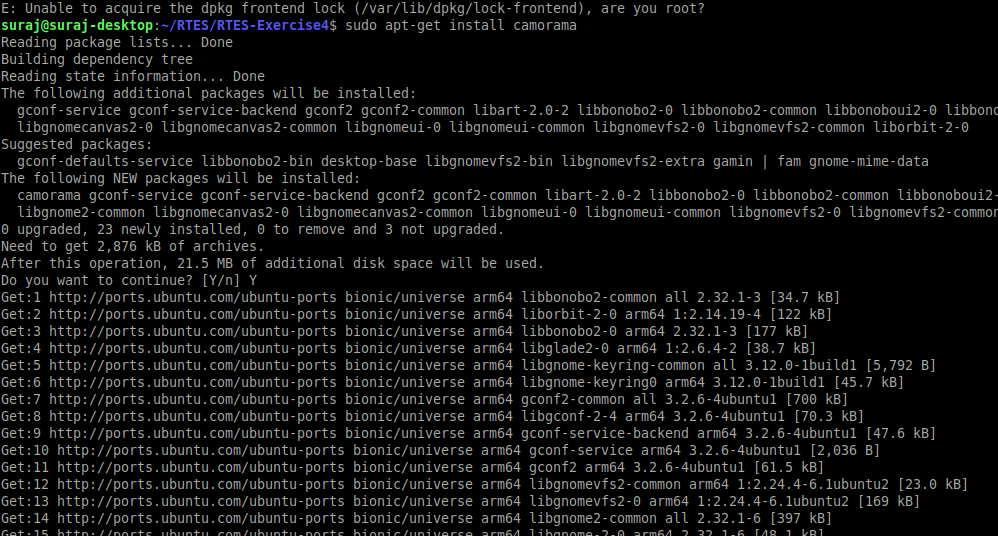 E: Unable to acquire the dpkg frontend lock (/var/lib/dpkg/lock-frontend), are you root?
suraj@suraj-desktop:~/RTES/RTES-Exercise4$ sudo apt-get install camorama
Reading package lists... Done
Building dependency tree
Reading state information... Done
The following additional packages will be installed:
  gconf-service gconf-service-backend gconf2 gconf2-common libart-2.0-2 libbonobo2-0 libbonobo2-common libbonoboui2-0 libbono
  libgnomecanvas2-0 libgnomecanvas2-common libgnomeui-0 libgnomeui-common libgnomevfs2-0 libgnomevfs2-common liborbit-2-0
Suggested packages:
  gconf-defaults-service libbonobo2-bin desktop-base libgnomevfs2-bin libgnomevfs2-extra gamin | fam gnome-mime-data
The following NEW packages will be installed:
  camorama gconf-service gconf-service-backend gconf2 gconf2-common libart-2.0-2 libbonobo2-0 libbonobo2-common libbonoboui2-
  libgnome2-common libgnomecanvas2-0 libgnomecanvas2-common libgnomeui-0 libgnomeui-common libgnomevfs2-0 libgnomevfs2-common
0 upgraded, 23 newly installed, 0 to remove and 3 not upgraded.
Need to get 2,876 kB of archives.
After this operation, 21.5 MB of additional disk space will be used.
Do you want to continue? [Y/n] Y
Get:1 http://ports.ubuntu.com/ubuntu-ports bionic/universe arm64 libbonobo2-common all 2.32.1-3 [34.7 kB]
Get:2 http://ports.ubuntu.com/ubuntu-ports bionic/universe arm64 liborbit-2-0 arm64 1:2.14.19-4 [122 kB]
Get:3 http://ports.ubuntu.com/ubuntu-ports bionic/universe arm64 libbonobo2-0 arm64 2.32.1-3 [177 kB]
Get:4 http://ports.ubuntu.com/ubuntu-ports bionic/universe arm64 libglade2-0 arm64 1:2.6.4-2 [38.7 kB]
Get:5 http://ports.ubuntu.com/ubuntu-ports bionic/universe arm64 libgnome-keyring-common all 3.12.0-1build1 [5,792 B]
Get:6 http://ports.ubuntu.com/ubuntu-ports bionic/universe arm64 libgnome-keyring0 arm64 3.12.0-1build1 [45.7 kB]
Get:7 http://ports.ubuntu.com/ubuntu-ports bionic/universe arm64 gconf2-common all 3.2.6-4ubuntu1 [700 kB]
Get:8 http://ports.ubuntu.com/ubuntu-ports bionic/universe arm64 libgconf-2-4 arm64 3.2.6-4ubuntu1 [70.3 kB]
Get:9 http://ports.ubuntu.com/ubuntu-ports bionic/universe arm64 gconf-service-backend arm64 3.2.6-4ubuntu1 [47.6 kB]
Get:10 http://ports.ubuntu.com/ubuntu-ports bionic/universe arm64 gconf-service arm64 3.2.6-4ubuntu1 [2,036 B]
Get:11 http://ports.ubuntu.com/ubuntu-ports bionic/universe arm64 gconf2 arm64 3.2.6-4ubuntu1 [61.5 kB]
Get:12 http://ports.ubuntu.com/ubuntu-ports bionic/universe arm64 libgnomevfs2-common arm64 1:2.24.4-6.1ubuntu2 [23.0 kB]
Get:13 http://ports.ubuntu.com/ubuntu-ports bionic/universe arm64 libgnomevfs2-0 arm64 1:2.24.4-6.1ubuntu2 [169 kB]
Get:14 http://ports.ubuntu.com/ubuntu-ports bionic/universe arm64 libgnome2-common all 2.32.1-6 [397 kB]
Get:15 http://ports.ubuntu.com/ubuntu-ports bionic/universe arm64 libgnome-2-0 arm64 2.32.1-6 [48.1 kB]